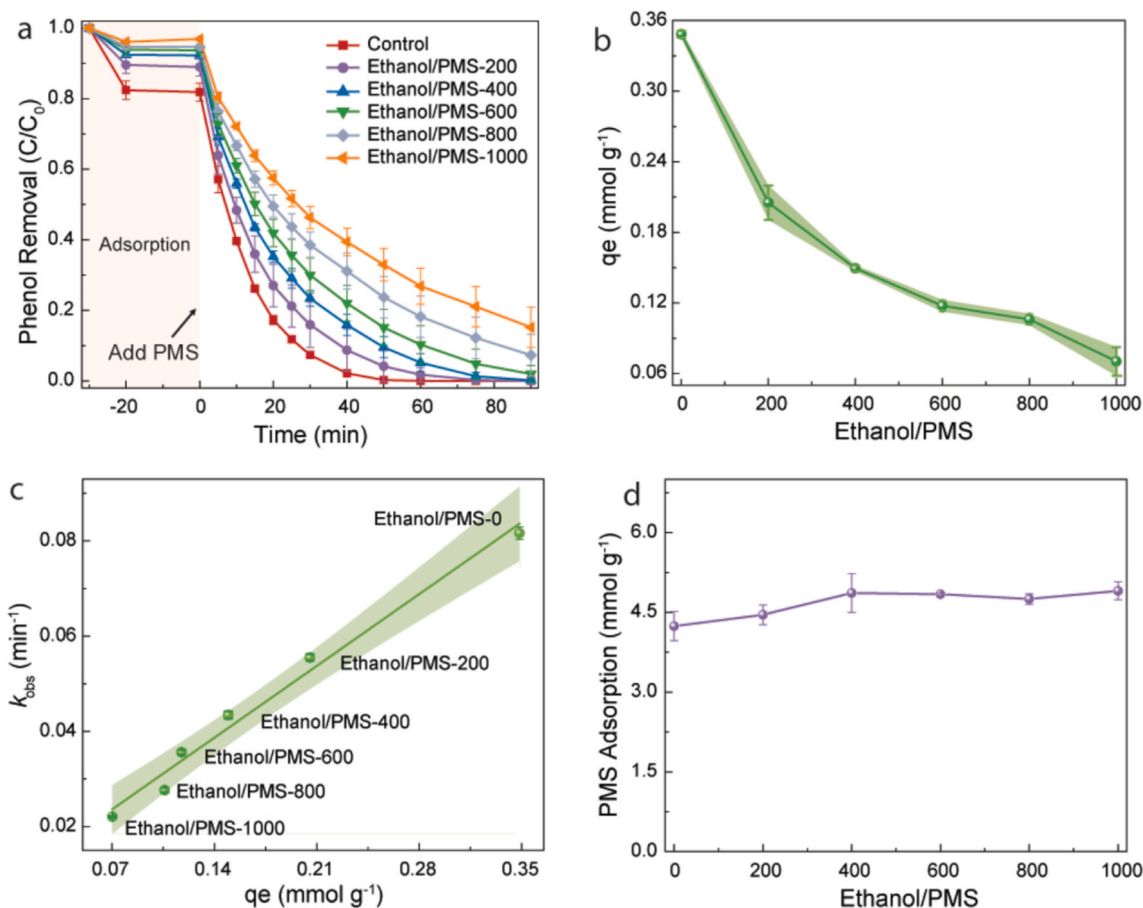 a
Phenol Removal (C/C₀)
1.0
0.8
0.6
0.4
0.2
0.0
Control
Ethanol/PMS-200
Ethanol/PMS-400
Ethanol/PMS-600
Ethanol/PMS-800
Ethanol/PMS-1000
Adsorption
Add PMS
-20 0 20 40 60 80
Time (min)
b
qe (mmol g⁻¹)
0.36
0.30
0.24
0.18
0.12
0.06
0 200 400 600 800 1000
Ethanol/PMS
c
k_obs (min⁻¹)
0.08
0.06
0.04
0.02
Ethanol/PMS-0
Ethanol/PMS-200
Ethanol/PMS-400
Ethanol/PMS-600
Ethanol/PMS-800
Ethanol/PMS-1000
0.07 0.14 0.21 0.28 0.35
qe (mmol g⁻¹)
d
PMS Adsorption (mmol g⁻¹)
6.0
4.5
3.0
1.5
0.0
0 200 400 600 800 1000
Ethanol/PMS